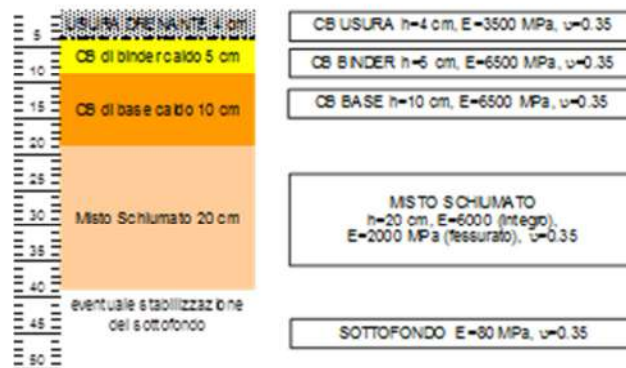 USURA DRENANTE 4 cm
CB di binder caldo 5 cm
CB di base caldo 10 cm
Misto Schiumato 20 cm
eventuale stabilizzazione
del sottofondo
5
10
15
20
25
30
35
40
45
50
CB USURA h=4 cm, E=3500 MPa, υ=0.35
CB BINDER h=5 cm, E=6500 MPa, υ=0.35
CB BASE h=10 cm, E=6500 MPa, υ=0.35
MISTO SCHIUMATO
h=20 cm, E=6000 (Integro),
E=2000 MPa (fessurato), υ=0.35
SOTTOFONDO E=80 MPa, υ=0.35